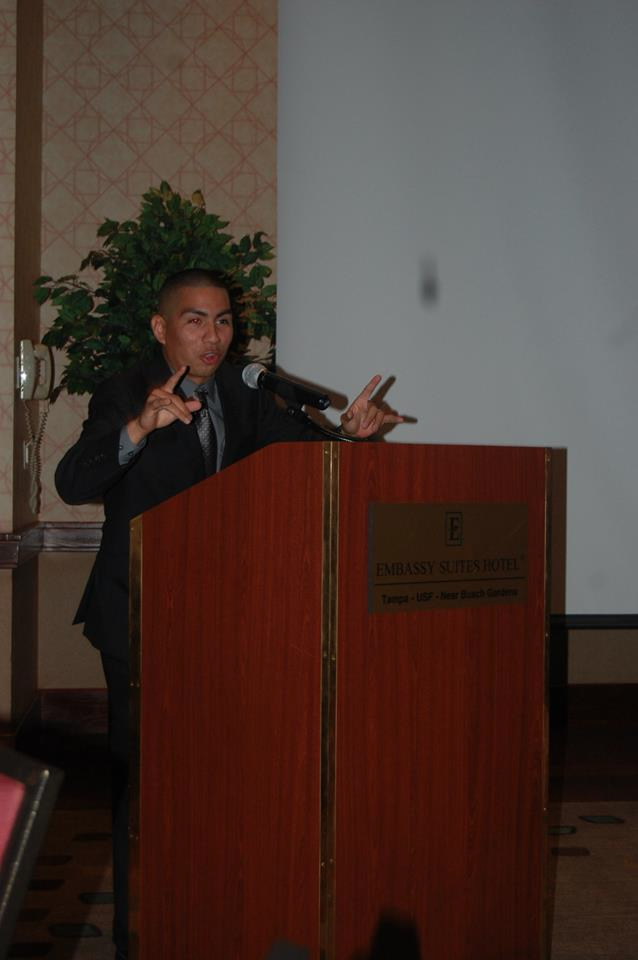 E
EMBASSY SUITES HOTEL®
Tampa - USF - Near Busch Gardens